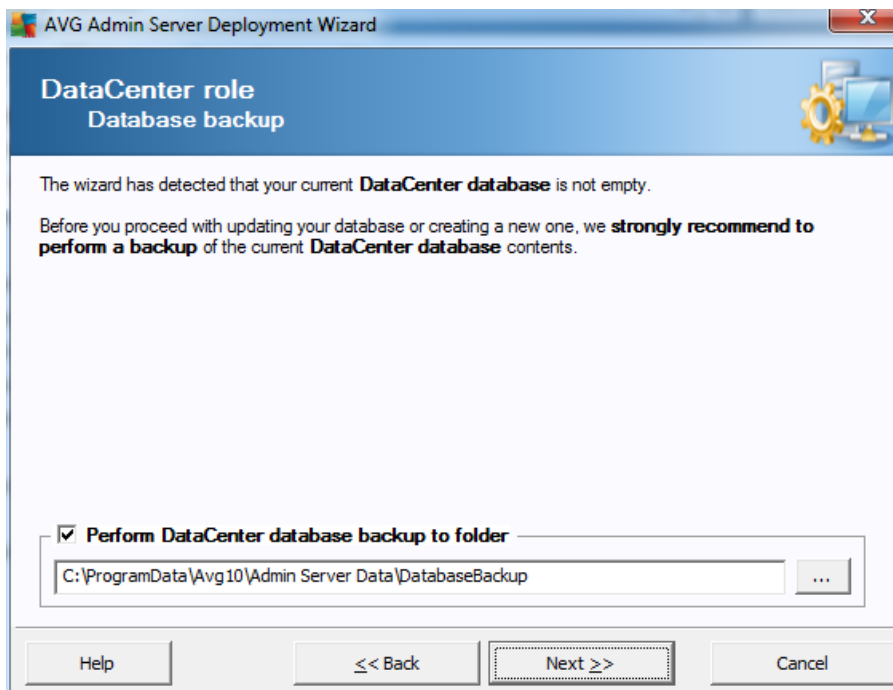 AVG Admin Server Deployment Wizard
DataCenter role
Database backup
The wizard has detected that your current DataCenter database is not empty.
Before you proceed with updating your database or creating a new one, we strongly recommend to
perform a backup of the current DataCenter database contents.
Perform DataCenter database backup to folder
C:\ProgramData\Avg10\Admin Server Data\DatabaseBackup
...
Help
<< Back
Next >>
Cancel